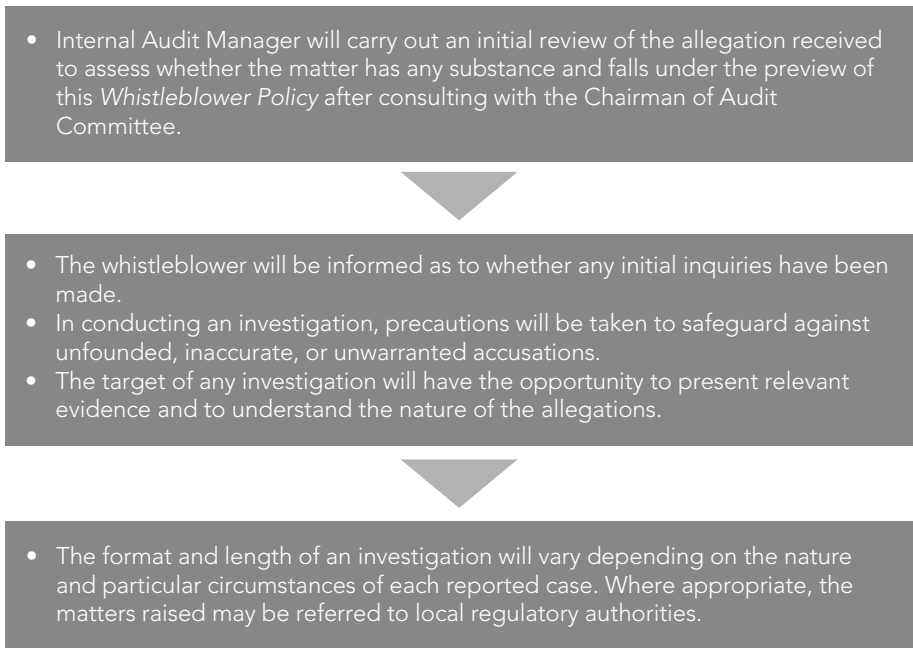 • Internal Audit Manager will carry out an initial review of the allegation received
to assess whether the matter has any substance and falls under the preview of
this Whistleblower Policy after consulting with the Chairman of Audit
Committee.
• The whistleblower will be informed as to whether any initial inquiries have been
made.
• In conducting an investigation, precautions will be taken to safeguard against
unfounded, inaccurate, or unwarranted accusations.
• The target of any investigation will have the opportunity to present relevant
evidence and to understand the nature of the allegations.
• The format and length of an investigation will vary depending on the nature
and particular circumstances of each reported case. Where appropriate, the
matters raised may be referred to local regulatory authorities.